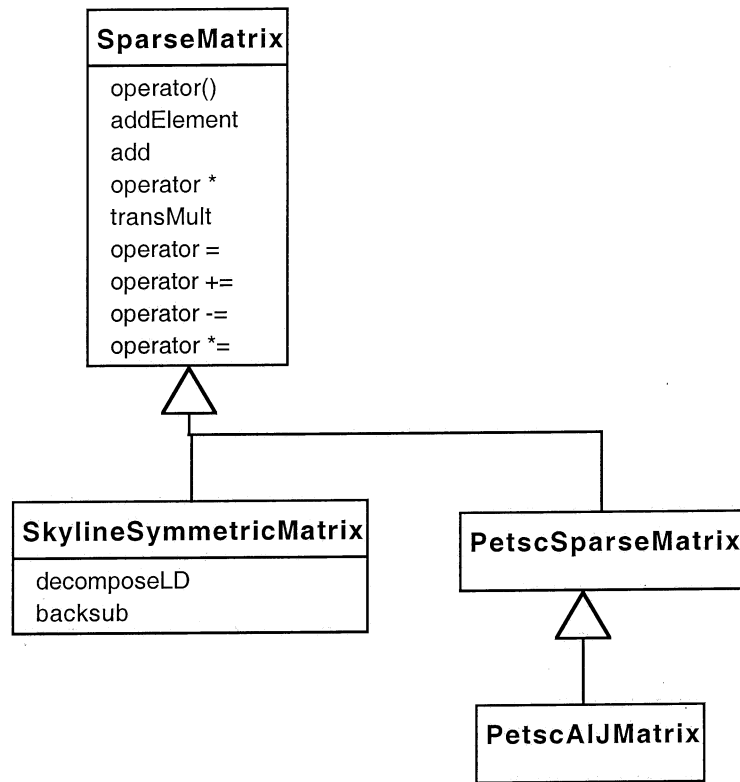 SparseMatrix
operator()
addElement
add
operator *
transMult
operator =
operator +=
operator -=
operator *=
SkylineSymmetricMatrix
decomposeLD
backsub
PetscSparseMatrix
PetscAIJMatrix